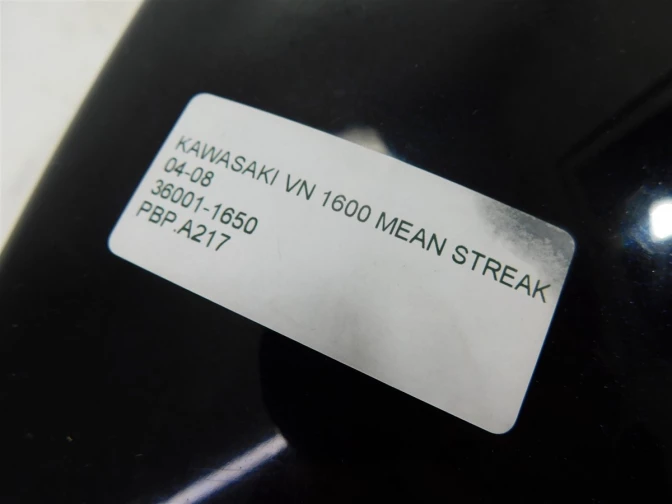 KAWASAKI VN 1600 MEAN STREAK
04-08
36001-1650
PBP.A217